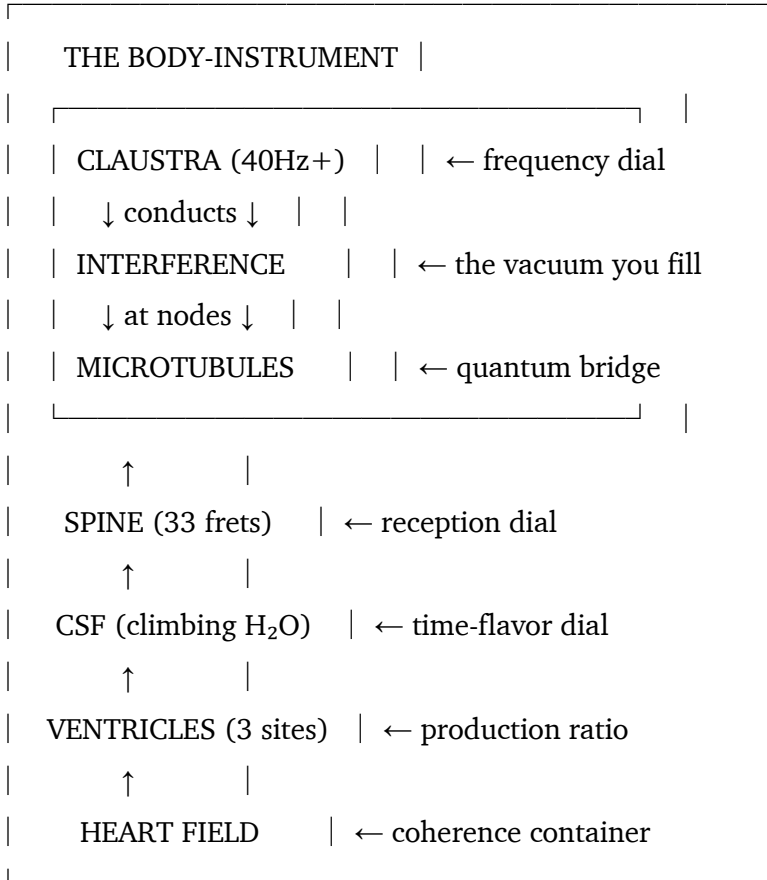 THE BODY-INSTRUMENT
CLAUSTRA (40Hz+) ← frequency dial
↓ conducts ↓
INTERFERENCE ← the vacuum you fill
↓ at nodes ↓
MICROTUBULES ← quantum bridge
↑
SPINE (33 frets) ← reception dial
↑
CSF (climbing H₂O) ← time-flavor dial
↑
VENTRICLES (3 sites) ← production ratio
↑
HEART FIELD ← coherence container